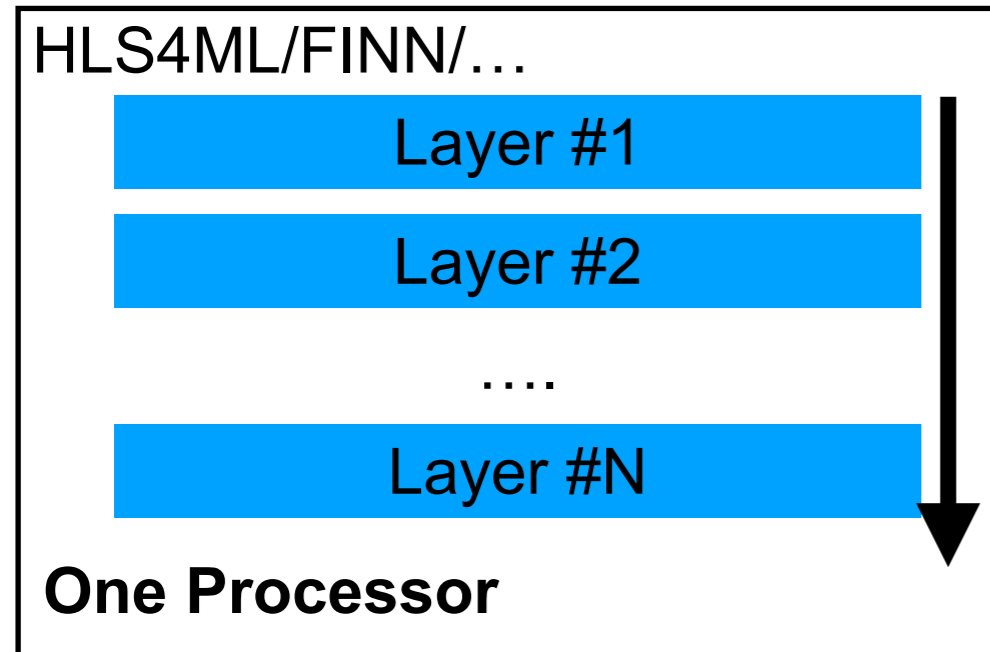 HLS4ML/FINN/…
Layer #1
Layer #2
….
Layer #N
One Processor